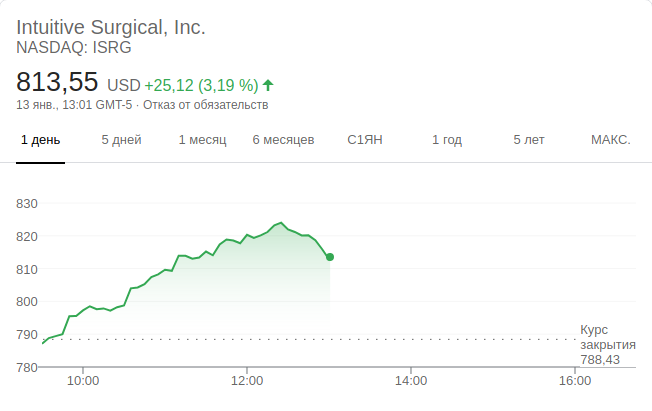 Intuitive Surgical, Inc.
NASDAQ: ISRG
813,55 USD +25,12 (3,19 %)
13 янв., 13:01 GMT-5 · Отказ от обязательств
1 день 5 дней 1 месяц 6 месяцев С1ЯН 1 год 5 лет МАКС.
830
820
810
800
790
780
Курс
закрытия
788,43
10:00 12:00 14:00 16:00